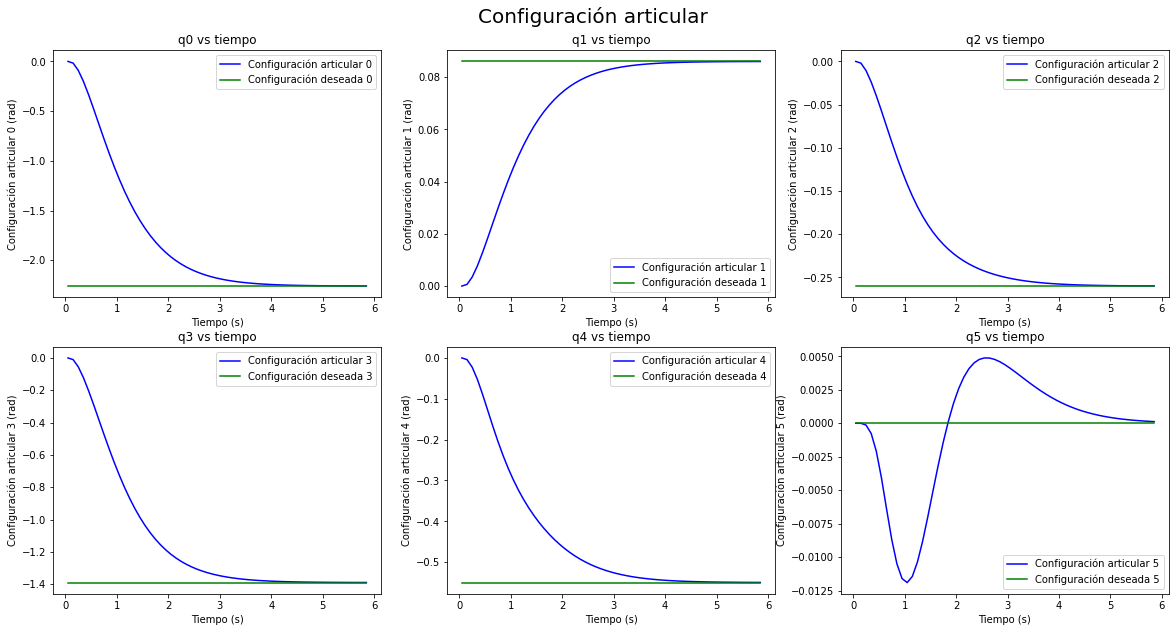 Configuración articular
q0 vs tiempo
Configuración articular 0 (rad)
0.0
−0.5
−1.0
−1.5
−2.0
Configuración articular 0
Configuración deseada 0
0 1 2 3 4 5 6
Tiempo (s)
q1 vs tiempo
Configuración articular 1 (rad)
0.08
0.06
0.04
0.02
0.00
Configuración articular 1
Configuración deseada 1
0 1 2 3 4 5 6
Tiempo (s)
q2 vs tiempo
Configuración articular 2 (rad)
0.00
−0.05
−0.10
−0.15
−0.20
−0.25
Configuración articular 2
Configuración deseada 2
0 1 2 3 4 5 6
Tiempo (s)
q3 vs tiempo
Configuración articular 3 (rad)
0.0
−0.2
−0.4
−0.6
−0.8
−1.0
−1.2
−1.4
Configuración articular 3
Configuración deseada 3
0 1 2 3 4 5 6
Tiempo (s)
q4 vs tiempo
Configuración articular 4 (rad)
0.0
−0.1
−0.2
−0.3
−0.4
−0.5
Configuración articular 4
Configuración deseada 4
0 1 2 3 4 5 6
Tiempo (s)
q5 vs tiempo
Configuración articular 5 (rad)
0.0050
0.0025
0.0000
−0.0025
−0.0050
−0.0075
−0.0100
−0.0125
Configuración articular 5
Configuración deseada 5
0 1 2 3 4 5 6
Tiempo (s)